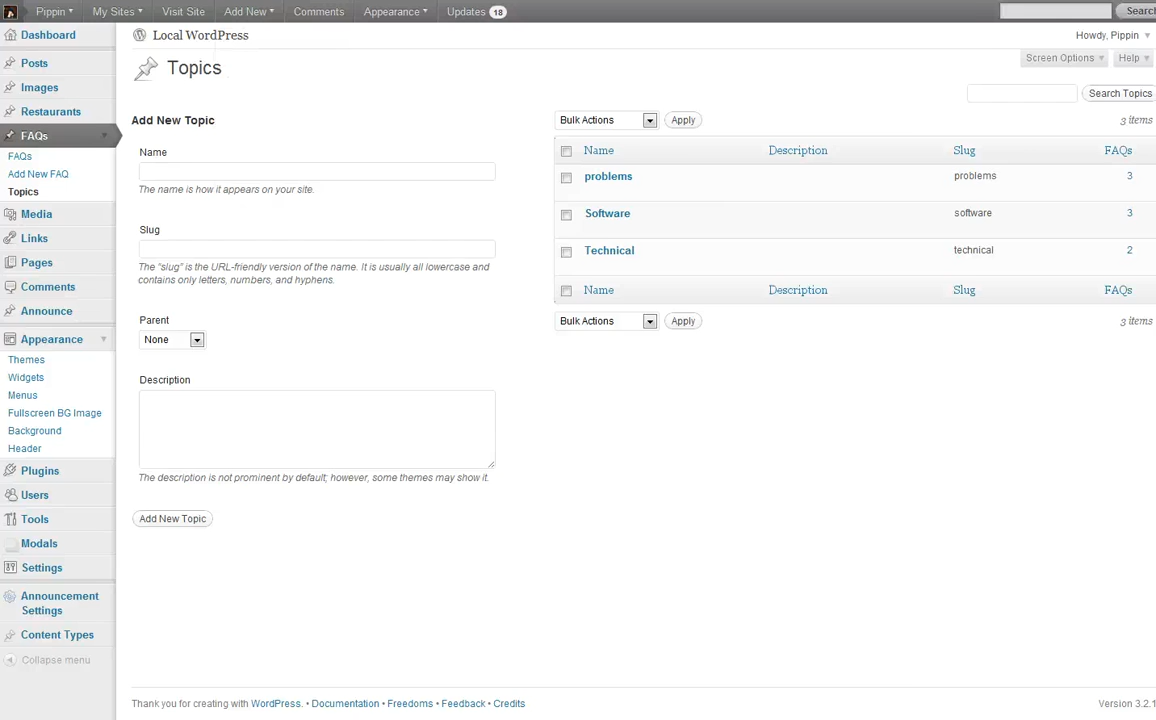 Pippin
My Sites
Visit Site
Add New
Comments
Appearance
Updates 18
Search
Dashboard
Posts
Images
Restaurants
FAQs
FAQs
Add New FAQ
Topics
Media
Links
Pages
Comments
Announce
Appearance
Themes
Widgets
Menus
Fullscreen BG Image
Background
Header
Plugins
Users
Tools
Modals
Settings
Announcement
Settings
Content Types
Collapse menu
Local WordPress
Howdy, Pippin
Topics
Screen Options
Help
Search Topics
Add New Topic
Name
The name is how it appears on your site.
Slug
The “slug” is the URL-friendly version of the name. It is usually all lowercase and
contains only letters, numbers, and hyphens.
Parent
None
Description
The description is not prominent by default; however, some themes may show it.
Add New Topic
Bulk Actions Apply 3 items
Name Description Slug FAQs
problems problems 3
Software software 3
Technical technical 2
Name Description Slug FAQs
Bulk Actions Apply 3 items
Thank you for creating with WordPress. • Documentation • Freedoms • Feedback • Credits
Version 3.2.1